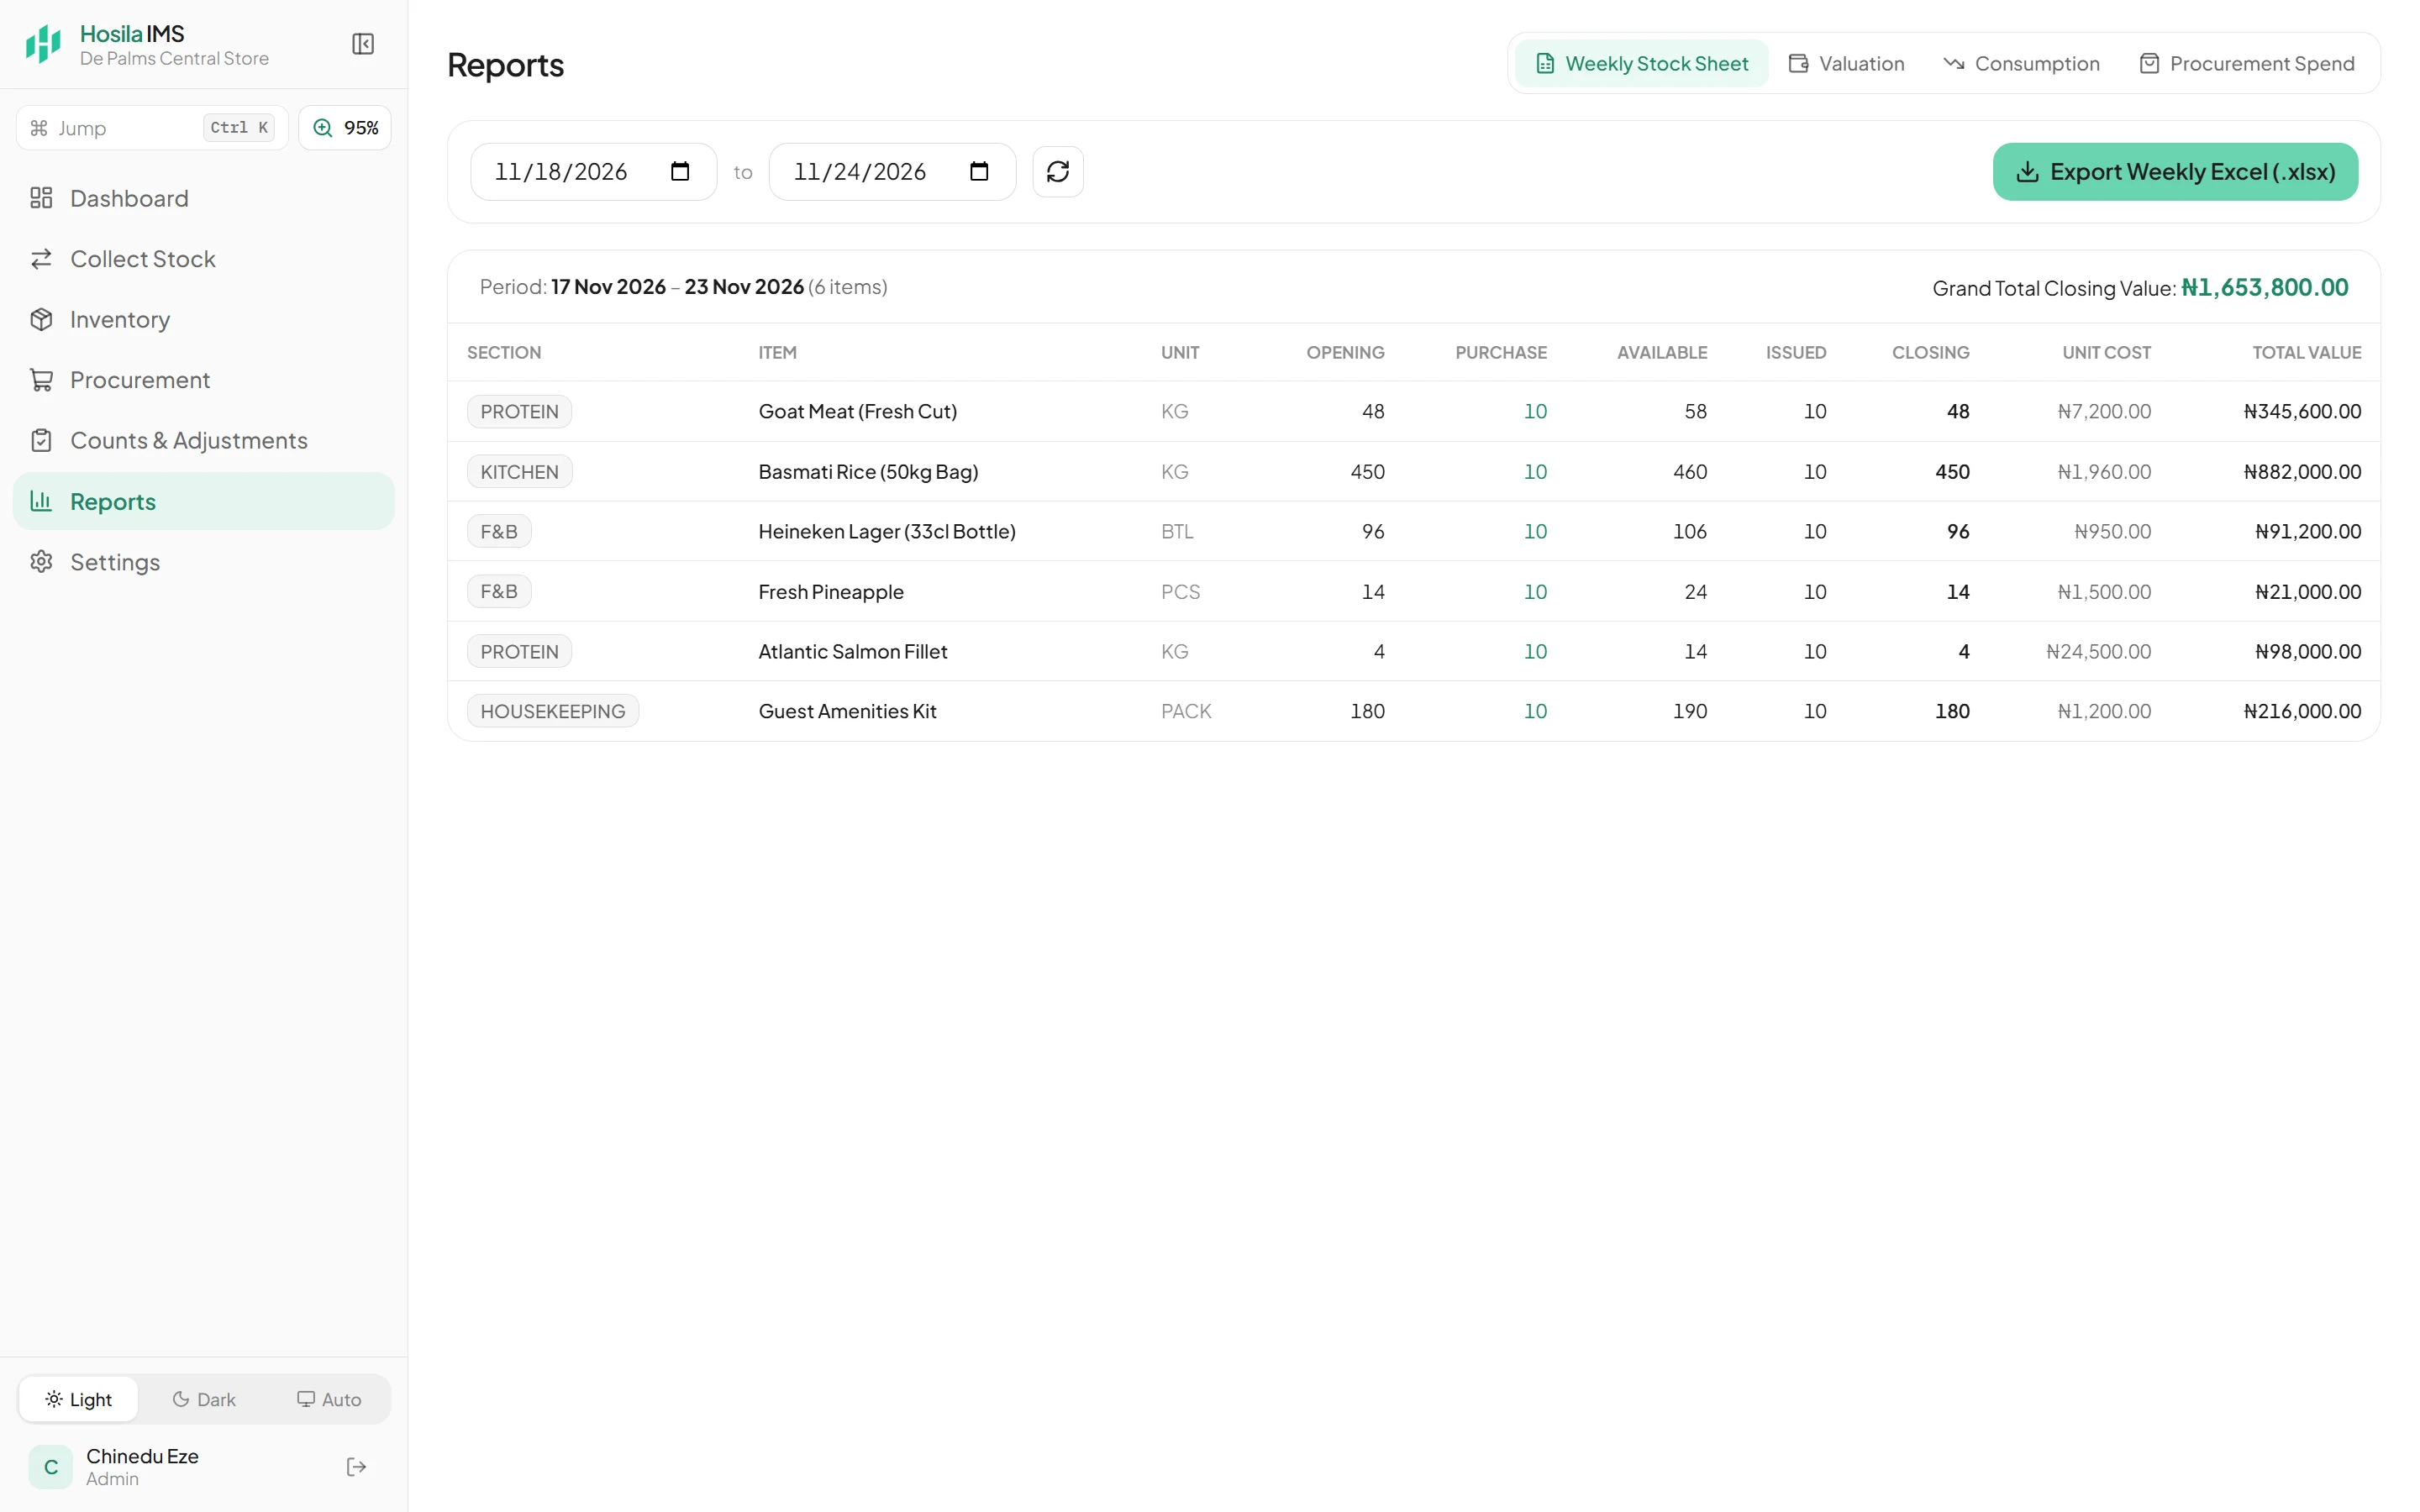 Hosila IMS
De Palms Central Store
Jump Ctrl K 95%
Dashboard
Collect Stock
Inventory
Procurement
Counts & Adjustments
Reports
Settings
Light Dark Auto
C Chinedu Eze
Admin
Reports
Weekly Stock Sheet Valuation Consumption Procurement Spend
11/18/2026 to 11/24/2026 Export Weekly Excel (.xlsx)
Period: 17 Nov 2026 – 23 Nov 2026 (6 items) Grand Total Closing Value: ₦1,653,800.00
SECTION ITEM UNIT OPENING PURCHASE AVAILABLE ISSUED CLOSING UNIT COST TOTAL VALUE
PROTEIN Goat Meat (Fresh Cut) KG 48 10 58 10 48 ₦7,200.00 ₦345,600.00
KITCHEN Basmati Rice (50kg Bag) KG 450 10 460 10 450 ₦1,960.00 ₦882,000.00
F&B Heineken Lager (33cl Bottle) BTL 96 10 106 10 96 ₦950.00 ₦91,200.00
F&B Fresh Pineapple PCS 14 10 24 10 14 ₦1,500.00 ₦21,000.00
PROTEIN Atlantic Salmon Fillet KG 4 10 14 10 4 ₦24,500.00 ₦98,000.00
HOUSEKEEPING Guest Amenities Kit PACK 180 10 190 10 180 ₦1,200.00 ₦216,000.00